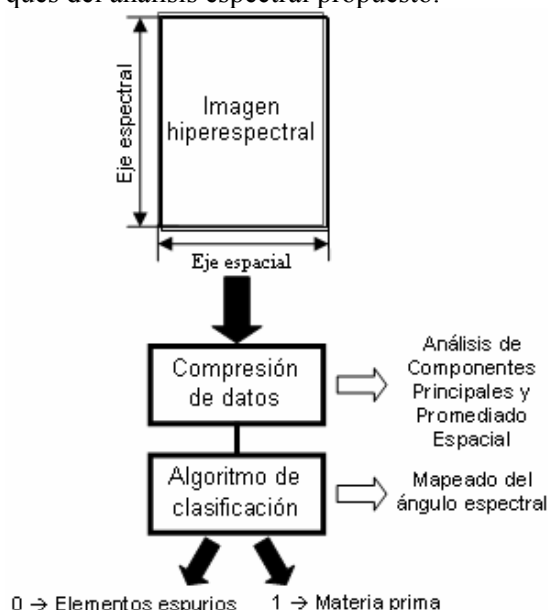 ques del análisis espectral propuesto.
Eje espectral
Imagen
hiperespectral
Eje espacial
Compresión
de datos
Análisis de
Componentes
Principales y
Promediado
Espacial
Algoritmo de
clasificación
Mapeado del
ángulo espectral
0 → Elementos espurios 1 → Materia prima